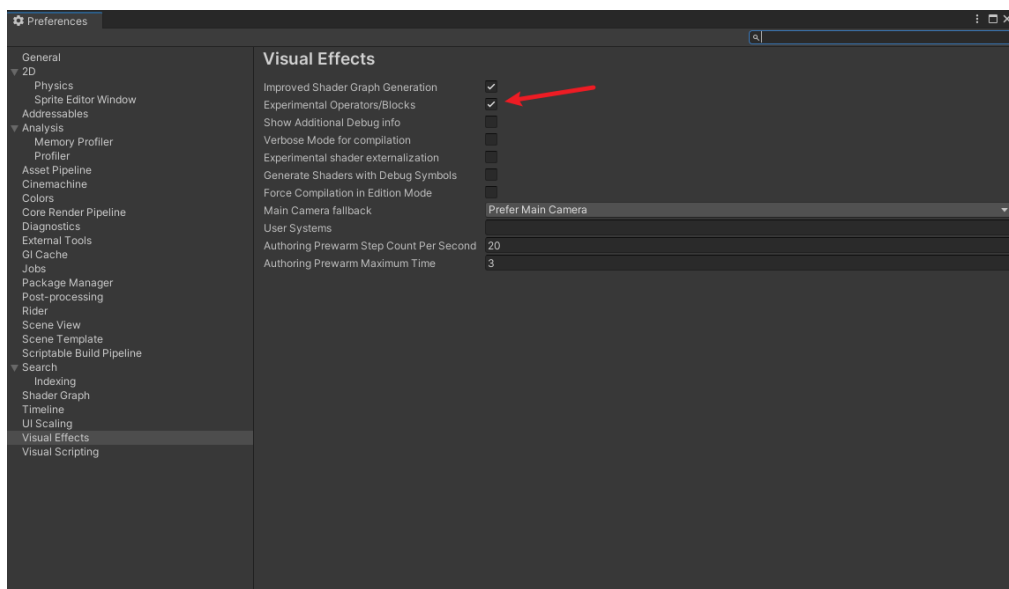 Preferences
General
2D
Physics
Sprite Editor Window
Addressables
Analysis
Memory Profiler
Profiler
Asset Pipeline
Cinemachine
Colors
Core Render Pipeline
Diagnostics
External Tools
GI Cache
Jobs
Package Manager
Post-processing
Rider
Scene View
Scene Template
Scriptable Build Pipeline
Search
Indexing
Shader Graph
Timeline
UI Scaling
Visual Effects
Visual Scripting
Visual Effects
Improved Shader Graph Generation
Experimental Operators/Blocks
Show Additional Debug info
Verbose Mode for compilation
Experimental shader externalization
Generate Shaders with Debug Symbols
Force Compilation in Edition Mode
Main Camera fallback Prefer Main Camera
User Systems
Authoring Prewarm Step Count Per Second 20
Authoring Prewarm Maximum Time 3